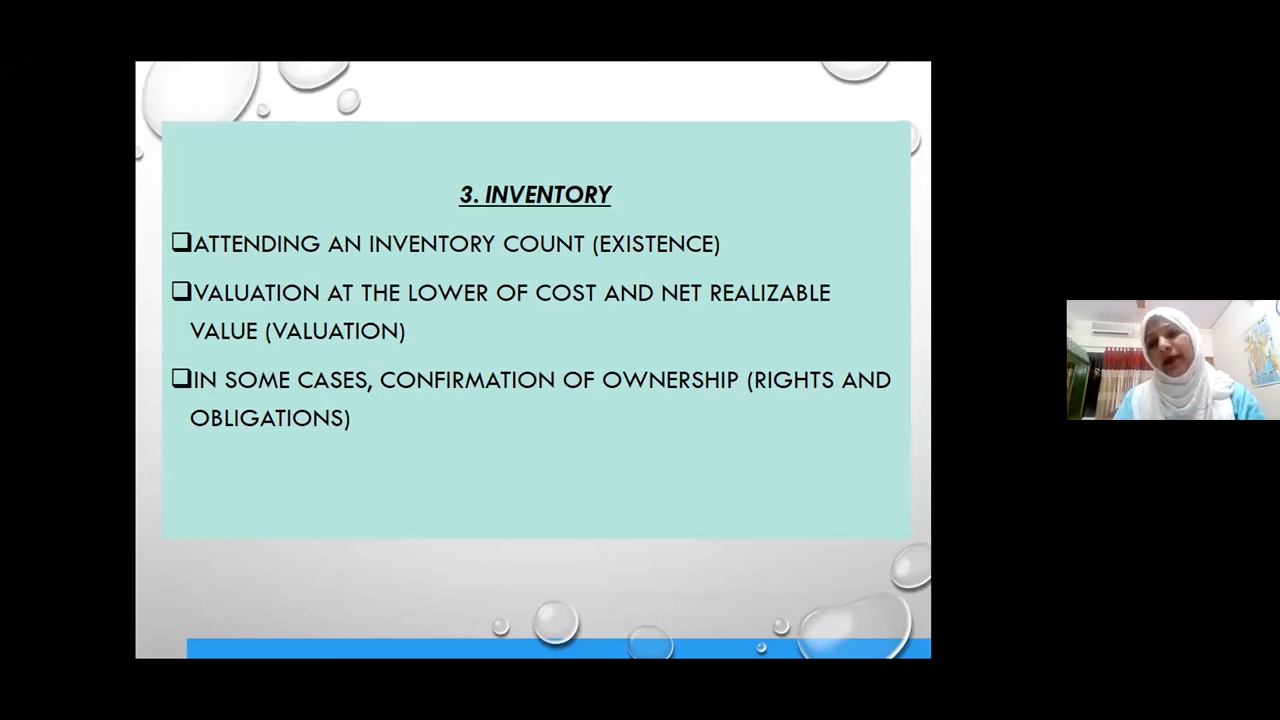 3. INVENTORY
ATTENDING AN INVENTORY COUNT (EXISTENCE)
VALUATION AT THE LOWER OF COST AND NET REALIZABLE
VALUE (VALUATION)
IN SOME CASES, CONFIRMATION OF OWNERSHIP (RIGHTS AND
OBLIGATIONS)